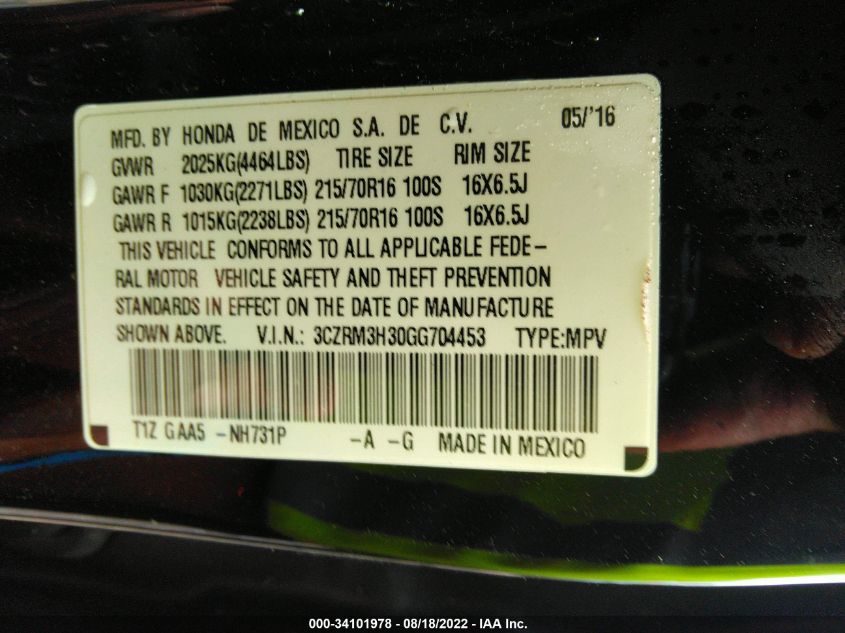 MFD. BY HONDA DE MEXICO S.A. DE C.V. 05/'16
GVWR 2025KG(4464LBS) TIRE SIZE RIM SIZE
GAWR F 1030KG(2271LBS) 215/70R16 100S 16X6.5J
GAWR R 1015KG(2238LBS) 215/70R16 100S 16X6.5J
THIS VEHICLE CONFORMS TO ALL APPLICABLE FEDE-
RAL MOTOR VEHICLE SAFETY AND THEFT PREVENTION
STANDARDS IN EFFECT ON THE DATE OF MANUFACTURE
SHOWN ABOVE. V.I.N.: 3CZRM3H30GG704453 TYPE:MPV
T1Z GAA5 -NH731P -A -G MADE IN MEXICO
000-34101978 - 08/18/2022 - IAA Inc.